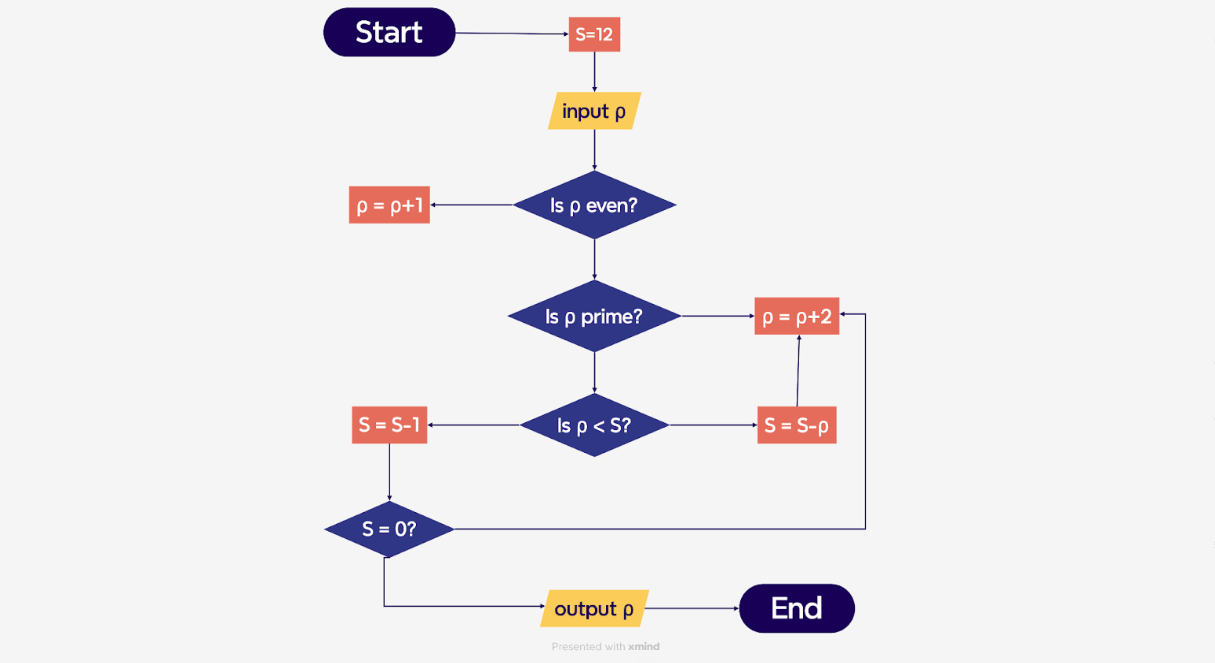 Start
S=12
input ρ
Is ρ even?
ρ = ρ+1
Is ρ prime?
ρ = ρ+2
Is ρ < S?
S = S-1
S = S-ρ
S = 0?
output ρ
End
Presented with xmind